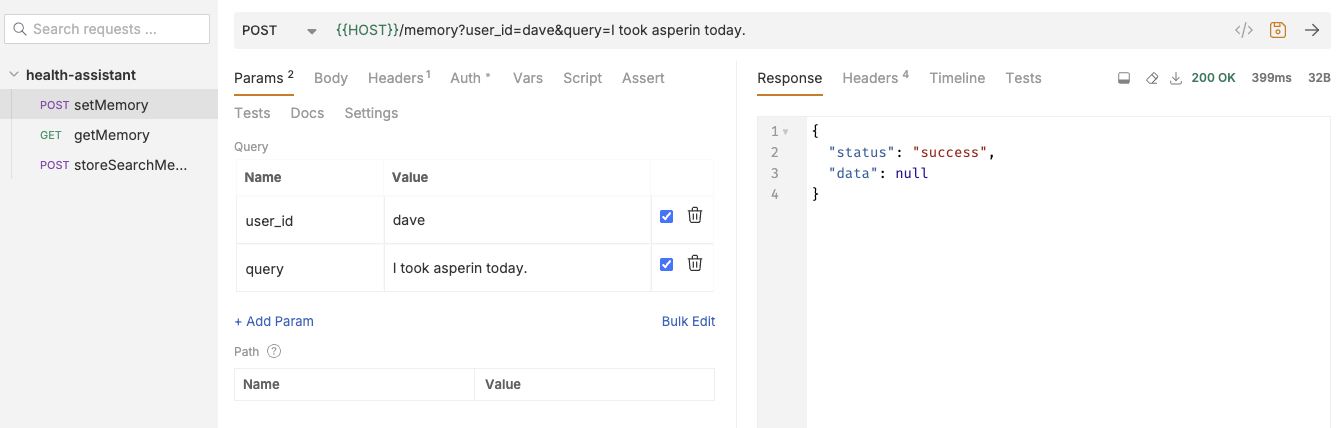 Search requests ...
health-assistant
POST setMemory
GET getMemory
POST storeSearchMe...
POST {{HOST}}/memory?user_id=dave&query=I took asperin today. </>
Params 2 Body Headers 1 Auth * Vars Script Assert
Tests Docs Settings
Query
Name Value
user_id dave
query I took asperin today.
+ Add Param Bulk Edit
Path ?
Name Value
Response Headers 4 Timeline Tests 200 OK 399ms 32B
1 {
2 "status": "success",
3 "data": null
4 }